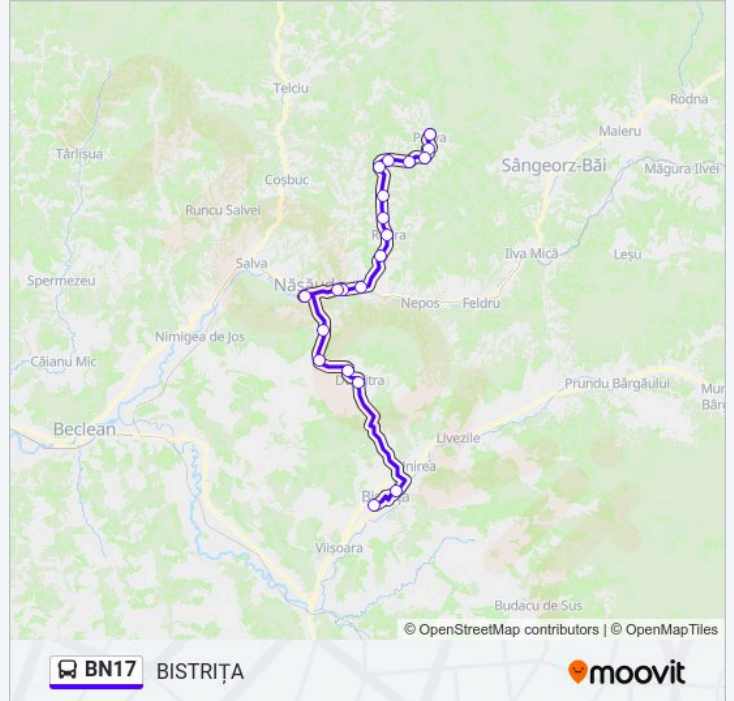 Telciu
Rodna
Maieru
Târlișua
Sângeorz-Băi
Măgura Ilvei
Coșbuc
Runcu Salvei
Ilva Mică
Leșu
Salva
Spermezeu
Năsăud
Nepos
Feldru
Nimigea de Jos
Căianu Mic
Prundu Bârgăului
Beclean
Livezile
Viișoara
Budacu de Sus
© OpenStreetMap contributors | © OpenMapTiles
BN17 BISTRIȚA
moovit